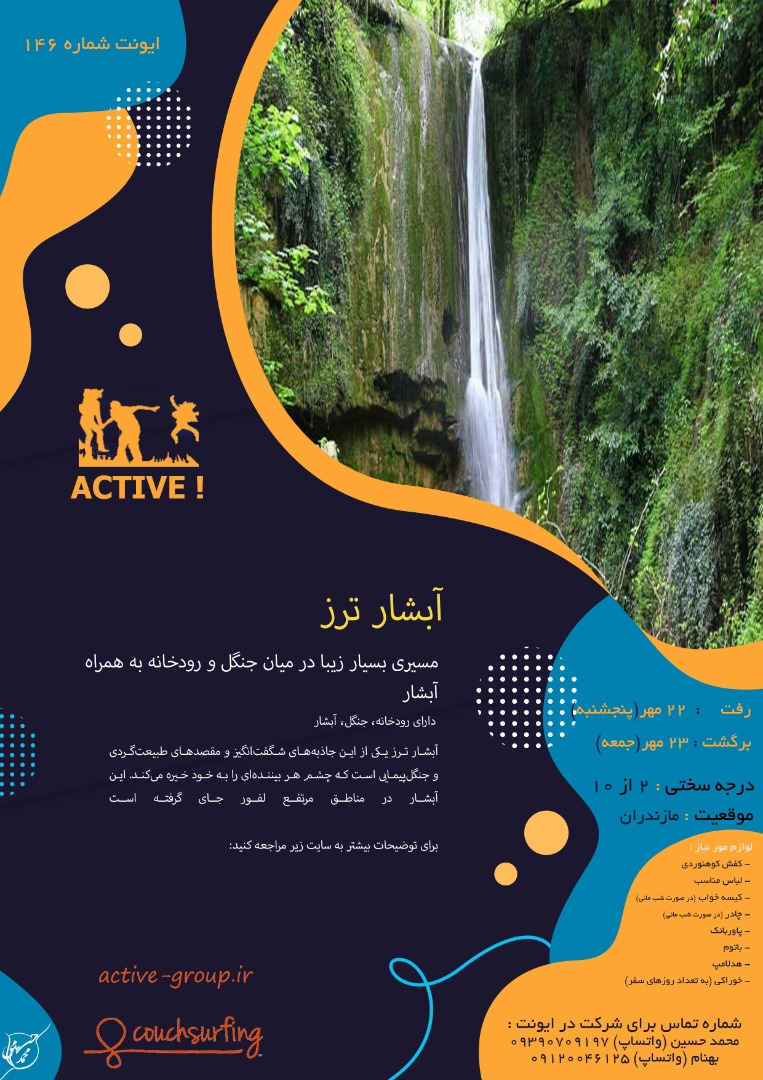 ایونت شماره ۱۴۶
ACTIVE !
آبشار ترز
مسیری بسیار زیبا در میان جنگل و رودخانه به همراه
آبشار
دارای رودخانه، جنگل، آبشار
آبشار ترز یکی از این جاذبه‌های شگفت‌انگیز و مقصدهای طبیعت‌گردی
و جنگل‌پیمایی است که چشم هر بیننده‌ای را به خود خیره می‌کند. این
آبشار در مناطق مرتفع لفور جای گرفته است
برای توضیحات بیشتر به سایت زیر مراجعه کنید:
active-group.ir
couchsurfing
رفت : ۲۲ مهر(پنجشنبه)
برگشت : ۲۳ مهر(جمعه)
درجه سختی : ۲ از ۱۰
موقعیت : مازندران
لوازم مور نیاز :
- کفش کوهنوردی
- لباس مناسب
- کیسه خواب (در صورت شب مانی)
- چادر (در صورت شب مانی)
- پاوربانک
- باتوم
- هدلامپ
- خوراکی (به تعداد روزهای سفر)
شماره تماس برای شرکت در ایونت :
محمد حسین (واتساپ) ۰۹۳۹۰۷۰۹۱۹۷
بهنام (واتساپ) ۰۹۱۲۰۰۴۶۱۲۵